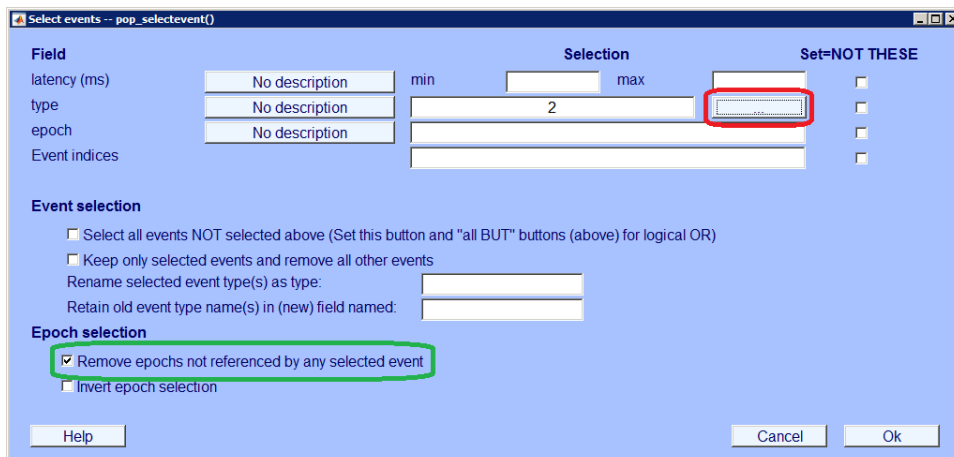 Select events -- pop_selectevent()
Field Selection Set=NOT THESE
latency (ms) No description min max
type No description 2 ...
epoch No description
Event indices
Event selection
Select all events NOT selected above (Set this button and "all BUT" buttons (above) for logical OR)
Keep only selected events and remove all other events
Rename selected event type(s) as type:
Retain old event type name(s) in (new) field named:
Epoch selection
Remove epochs not referenced by any selected event
Invert epoch selection
Help Cancel Ok